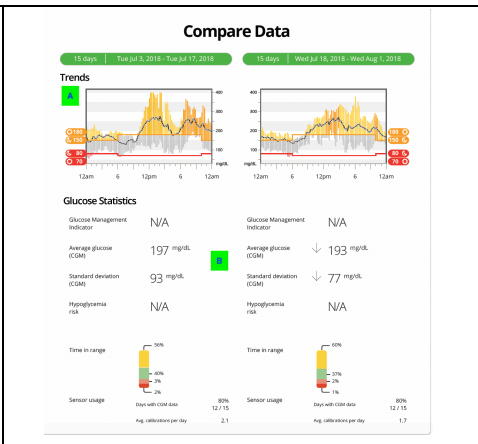 Compare Data
15 days Tue Jul 3, 2018 - Tue Jul 17, 2018
15 days Wed Jul 18, 2018 - Wed Aug 1, 2018
Trends
A
400
300
200
100
mg/dL
180
150
80
70
12am 6 12pm 6 12am
400
300
200
100
mg/dL
180
150
80
70
12am 6 12pm 6 12am
Glucose Statistics
Glucose Management
Indicator
N/A
Glucose Management
Indicator
N/A
Average glucose
(CGM)
197 mg/dL
B
Average glucose
(CGM)
↓ 193 mg/dL
Standard deviation
(CGM)
93 mg/dL
Standard deviation
(CGM)
↓ 77 mg/dL
Hypoglycemia
risk
N/A
Hypoglycemia
risk
N/A
Time in range
56%
40%
3%
2%
Time in range
60%
37%
2%
1%
Sensor usage
Days with CGM data
80%
12 / 15
Avg. calibrations per day
2.1
Sensor usage
Days with CGM data
80%
12 / 15
Avg. calibrations per day
1.7